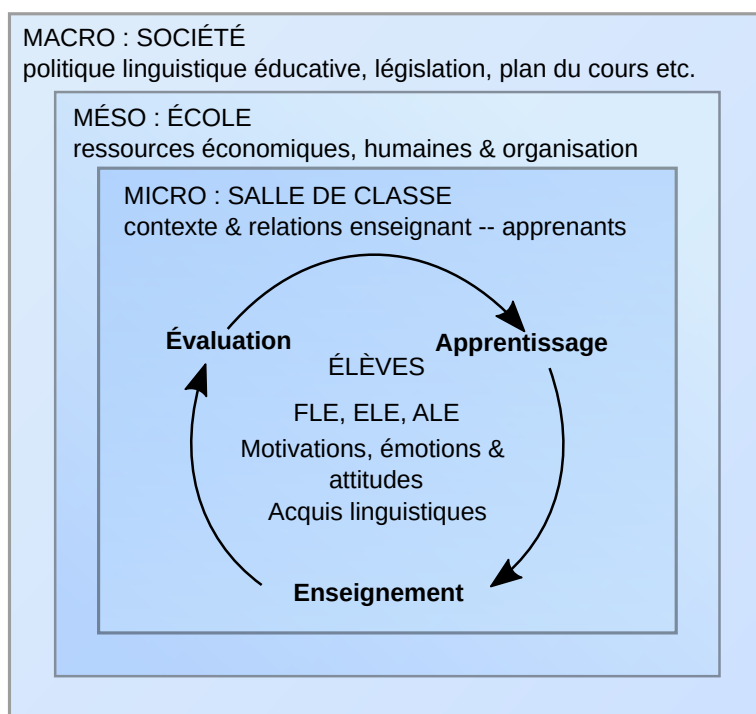 MACRO : SOCIÉTÉ
politique linguistique éducative, législation, plan du cours etc.
MÉSO : ÉCOLE
ressources économiques, humaines & organisation
MICRO : SALLE DE CLASSE
contexte & relations enseignant -- apprenants
Évaluation
Apprentissage
ÉLÈVES
FLE, ELE, ALE
Motivations, émotions &
attitudes
Acquis linguistiques
Enseignement